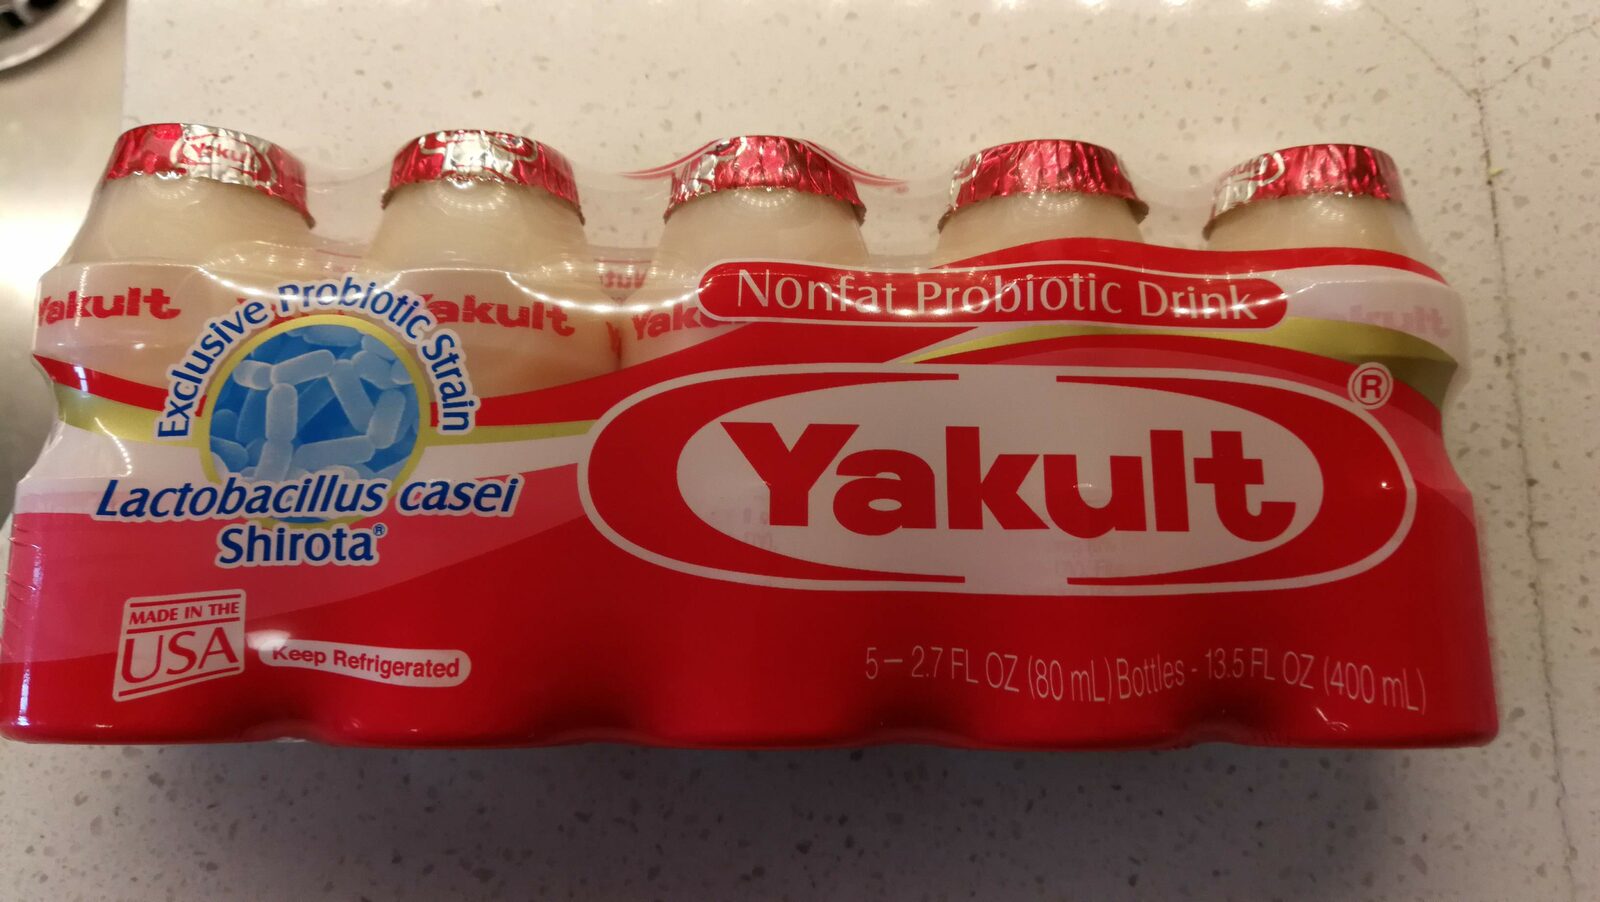 Yakult
Yakult
Yakult
Nonfat Probiotic Drink
Exclusive Probiotic Strain
Lactobacillus casei
Shirota®
Yakult®
MADE IN THE
USA
Keep Refrigerated
5 – 2.7 FL OZ (80 mL) Bottles - 13.5 FL OZ (400 mL)